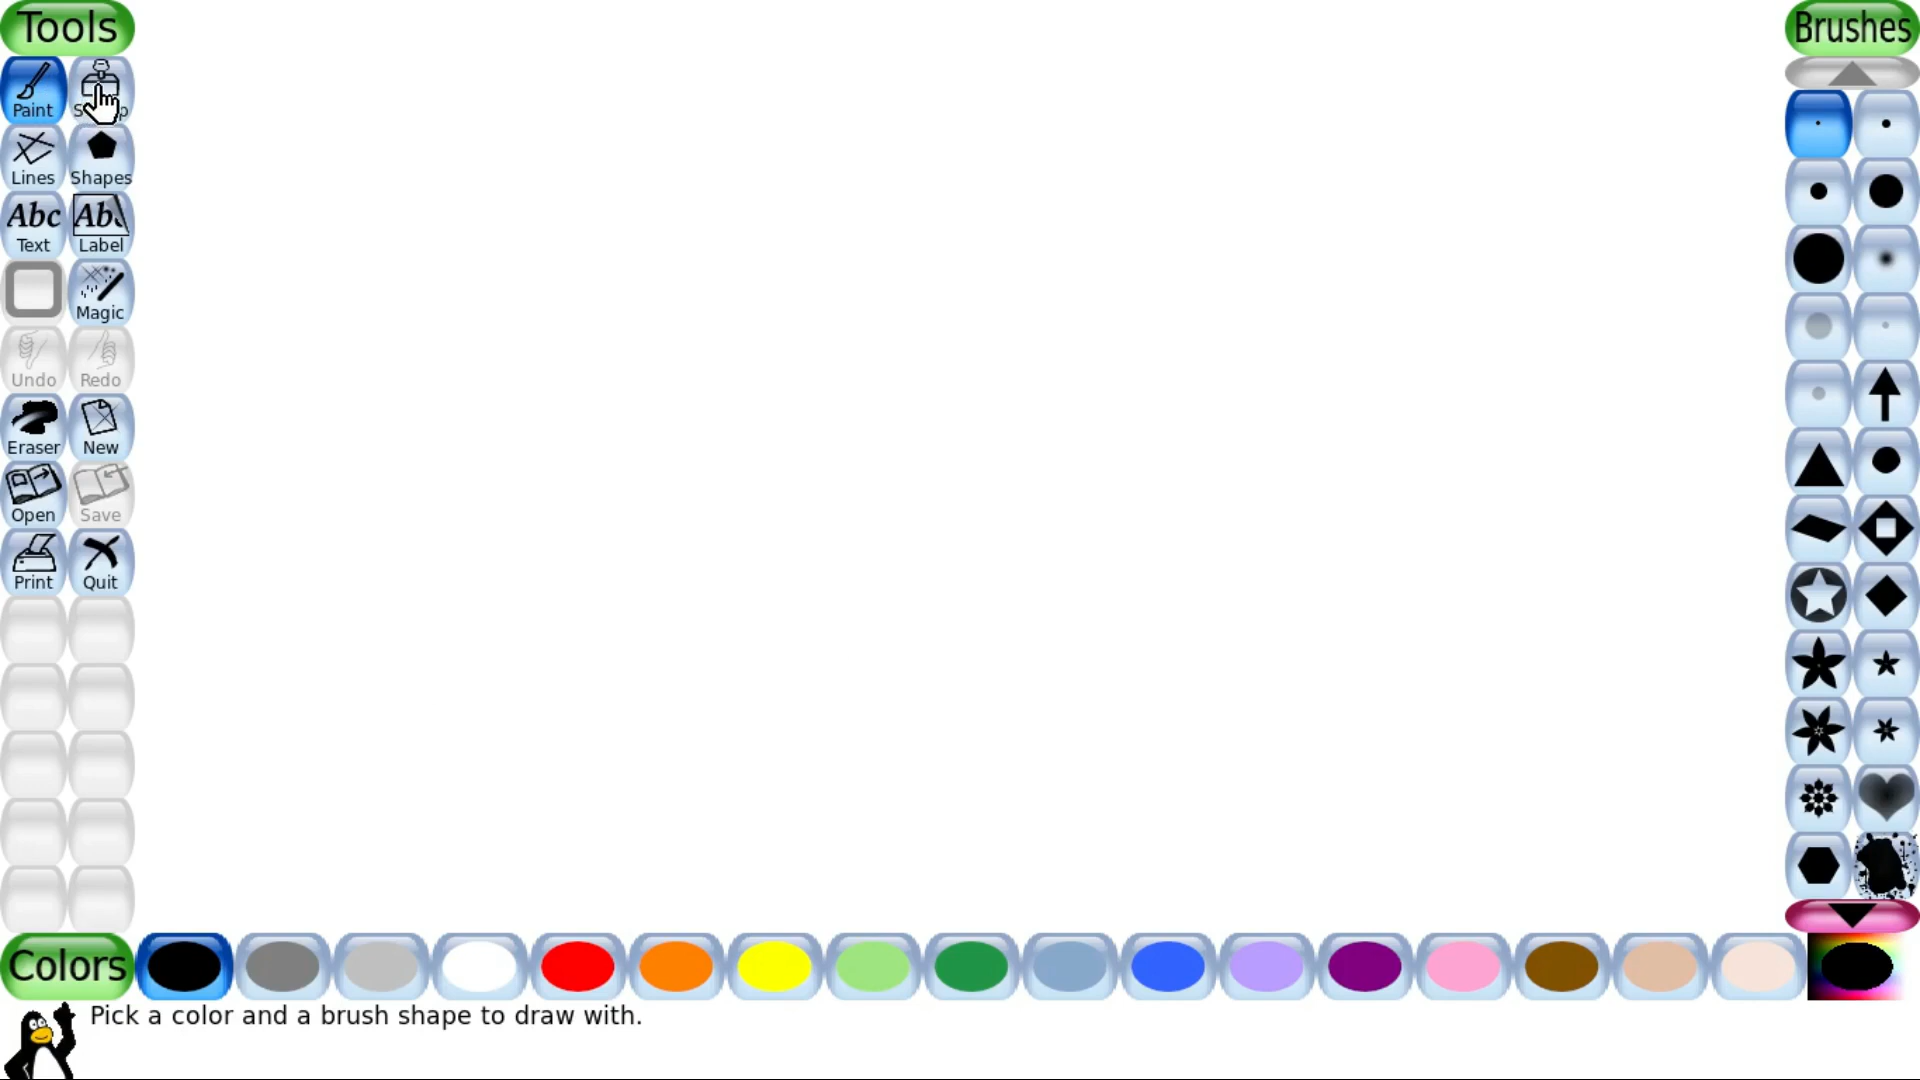 Tools
Brushes
Paint
Lines
Shapes
Abc
Text
Label
Magic
Undo
Redo
Eraser
New
Open
Save
Print
Quit
Colors
Pick a color and a brush shape to draw with.